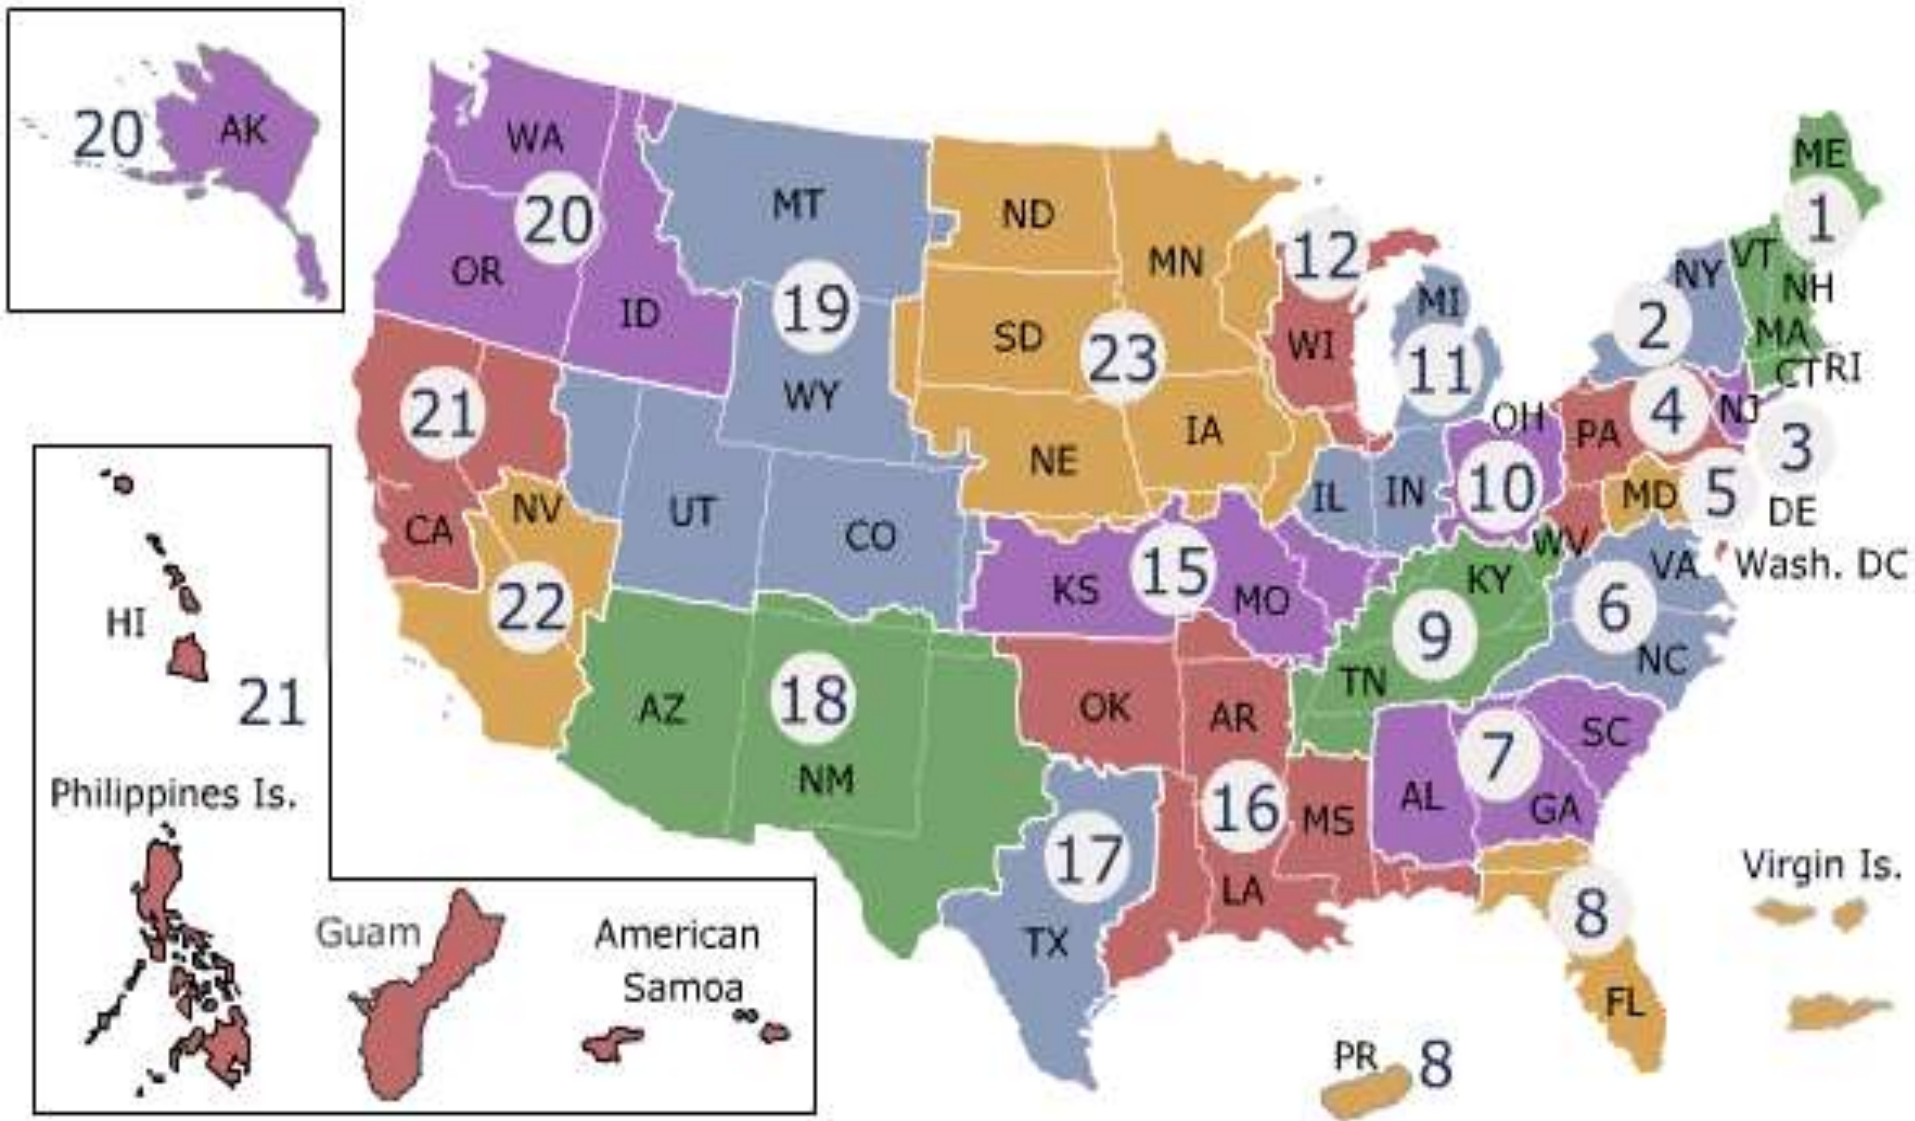 20
AK
WA
20
OR
ID
MT
19
WY
ND
MN
SD
23
NE
IA
12
WI
MI
11
ME
1
VT
NY
NH
2
MA
CT
RI
OH
PA
4
NJ
3
10
MD
5
DE
IL
IN
WV
VA
Wash. DC
21
CA
NV
22
UT
CO
KS
15
MO
KY
9
6
NC
TN
AZ
18
NM
OK
AR
SC
7
AL
GA
16
MS
LA
17
TX
8
FL
Virgin Is.
PR
8
HI
21
Philippines Is.
Guam
American
Samoa